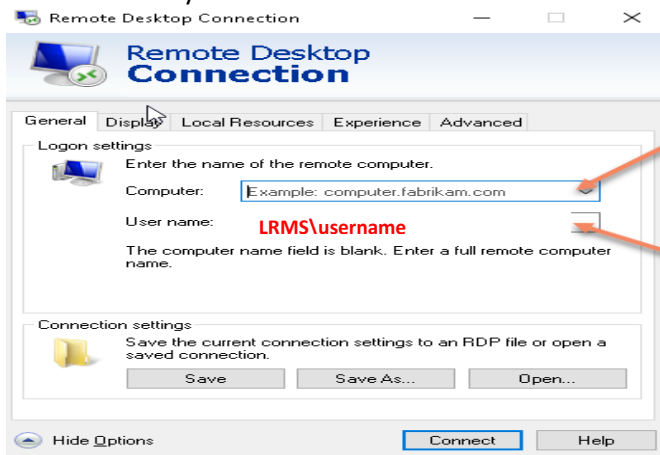 Remote Desktop Connection
Remote Desktop
Connection
General Display Local Resources Experience Advanced
Logon settings
Enter the name of the remote computer.
Computer: Example: computer.fabrikam.com
User name: LRMS\username
The computer name field is blank. Enter a full remote computer
name.
Connection settings
Save the current connection settings to an RDP file or open a
saved connection.
Save Save As... Open...
Hide Options Connect Help